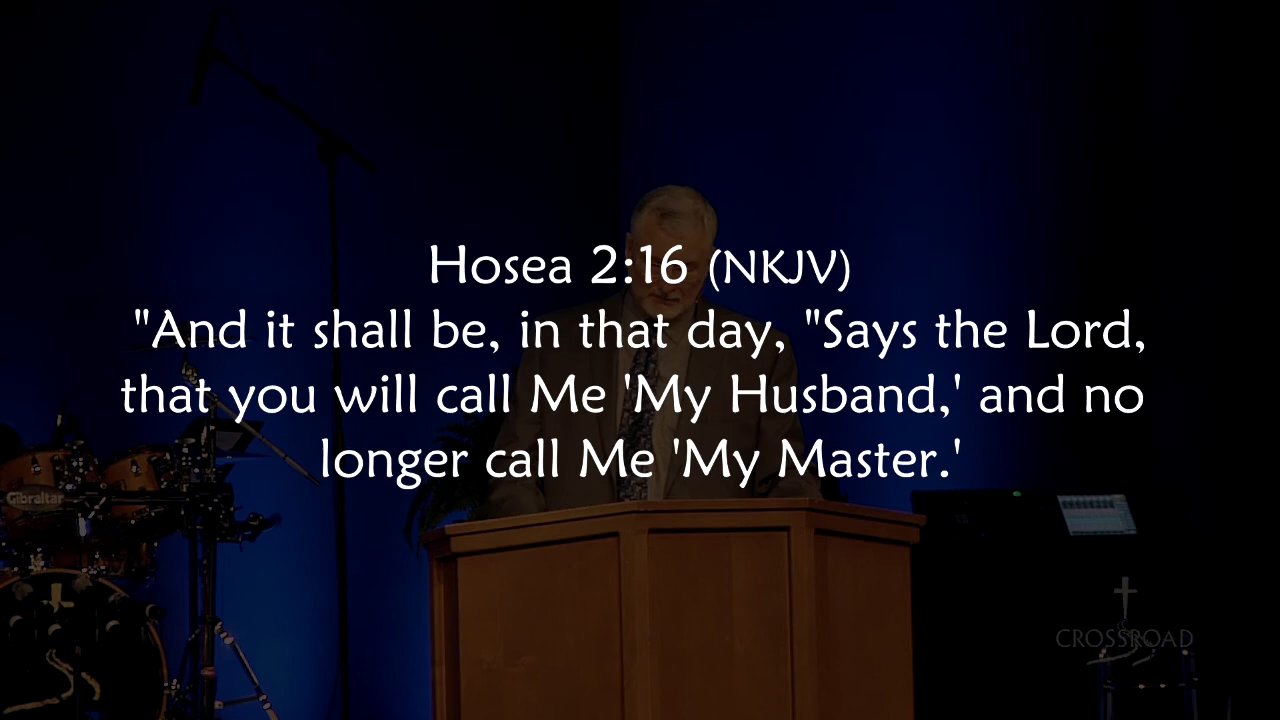 Hosea 2:16 (NKJV)
"And it shall be, in that day, "Says the Lord,
that you will call Me 'My Husband,' and no
longer call Me 'My Master.'
Gibraltar
CROSSROAD